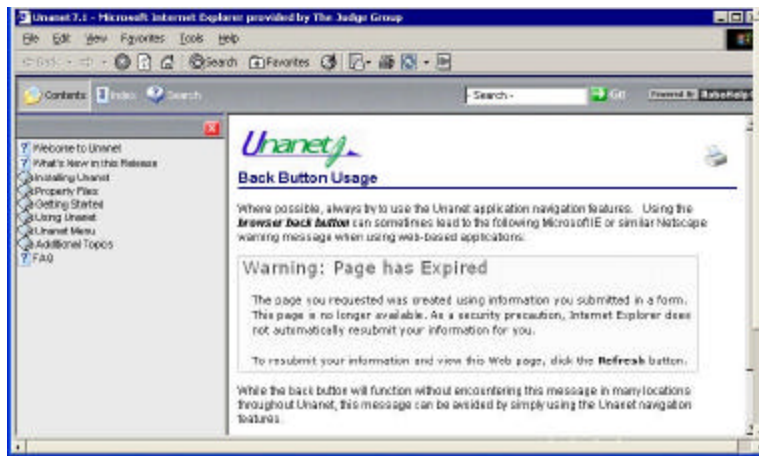 Unanet 7.1 - Microsoft Internet Explorer provided by The Judge Group
File Edit View Favorites Tools Help
Back Search Favorites
Contents Index Search - Search - Go Powered By RoboHelp
Welcome to Unanet
What's New in this Release
Installing Unanet
Property Files
Getting Started
Using Unanet
Unanet Menu
Additional Topics
FAQ
Unanet
Back Button Usage
Where possible, always try to use the Unanet application navigation features. Using the
browser back button can sometimes lead to the following Microsoft IE or similar Netscape
warning message when using web-based applications:
Warning: Page has Expired
The page you requested was created using information you submitted in a form.
This page is no longer available. As a security precaution, Internet Explorer does
not automatically resubmit your information for you.
To resubmit your information and view this Web page, click the Refresh button.
While the back button will function without encountering this message in many locations
throughout Unanet, this message can be avoided by simply using the Unanet navigation
features.